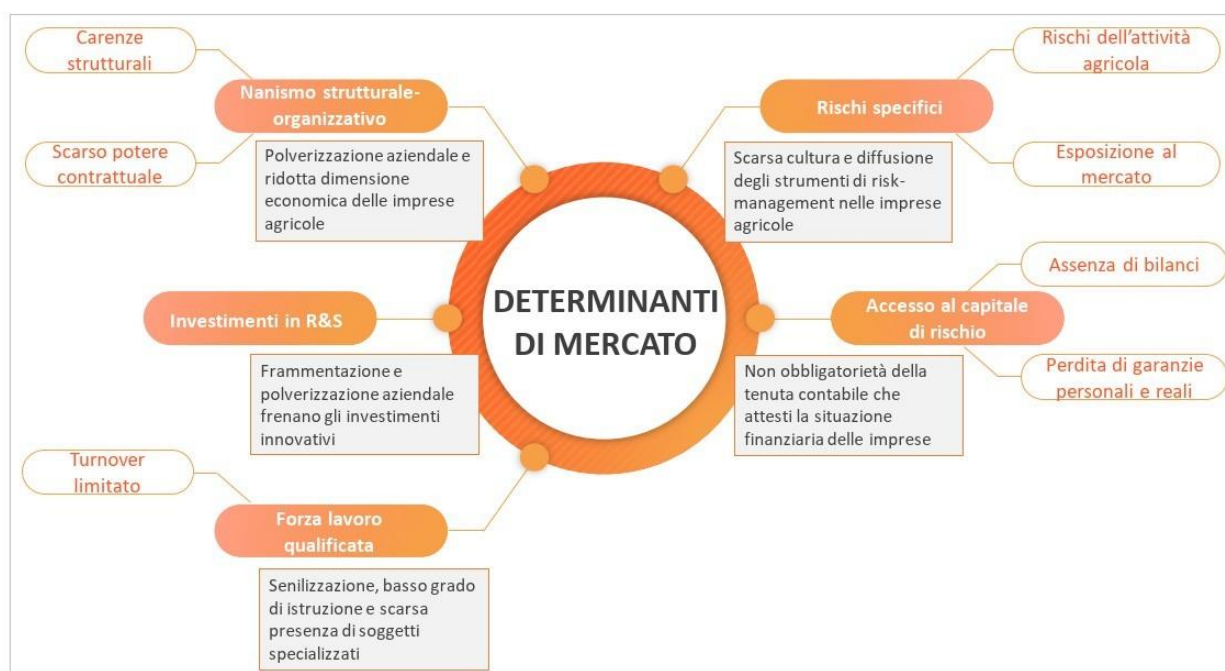 Carenze
strutturali
Nanismo strutturale-
organizzativo
Scarso potere
contrattuale
Polverizzazione aziendale e
ridotta dimensione
economica delle imprese
agricole
Rischi dell’attività
agricola
Rischi specifici
Esposizione al
mercato
Scarsa cultura e diffusione
degli strumenti di risk-
management nelle imprese
agricole
DETERMINANTI
DI MERCATO
Investimenti in R&S
Frammentazione e
polverizzazione aziendale
frenano gli investimenti
innovativi
Assenza di bilanci
Accesso al capitale
di rischio
Perdita di garanzie
personali e reali
Non obbligatorietà della
tenuta contabile che
attesti la situazione
finanziaria delle imprese
Turnover
limitato
Forza lavoro
qualificata
Senilizzazione, basso grado
di istruzione e scarsa
presenza di soggetti
specializzati